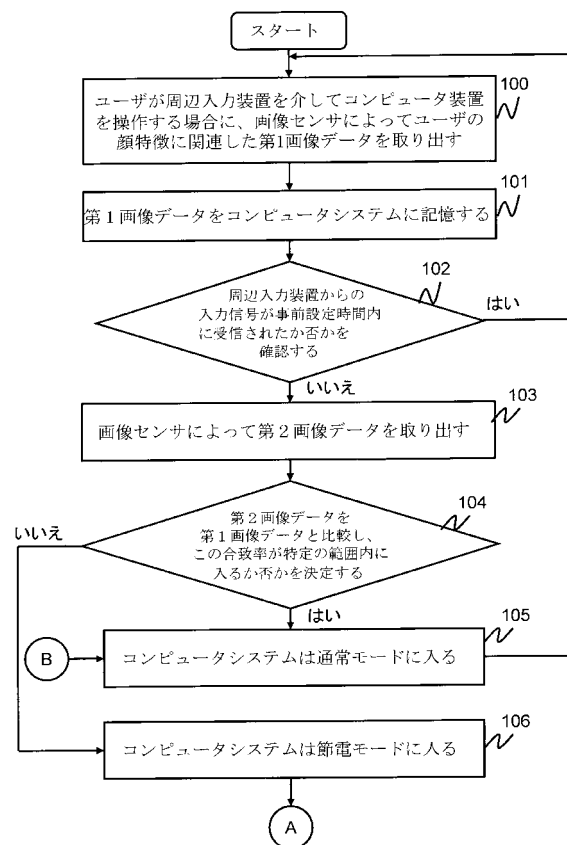 スタート
100
ユーザが周辺入力装置を介してコンピュータ装置
を操作する場合に、画像センサによってユーザの
顔特徴に関連した第1画像データを取り出す
101
第１画像データをコンピュータシステムに記憶する
102
周辺入力装置からの
入力信号が事前設定時間内
に受信されたか否かを
確認する
はい
いいえ
103
画像センサによって第２画像データを取り出す
104
第２画像データを
第１画像データと比較し、
この合致率が特定の範囲内に
入るか否かを決定する
いいえ
はい
105
B
コンピュータシステムは通常モードに入る
106
コンピュータシステムは節電モードに入る
A